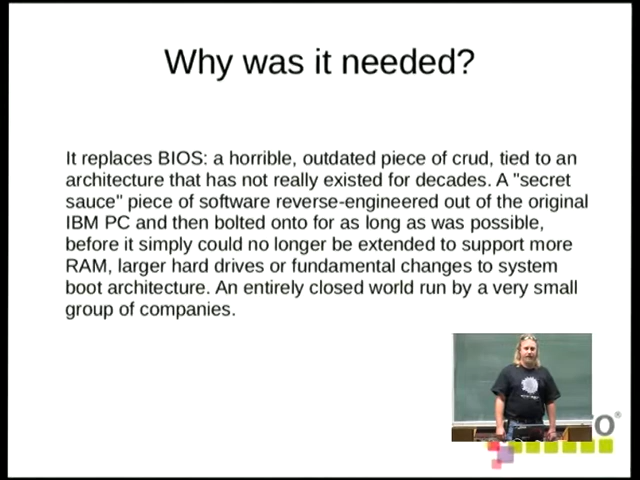 Why was it needed?
It replaces BIOS: a horrible, outdated piece of crud, tied to an
architecture that has not really existed for decades. A "secret
sauce" piece of software reverse-engineered out of the original
IBM PC and then bolted onto for as long as was possible,
before it simply could no longer be extended to support more
RAM, larger hard drives or fundamental changes to system
boot architecture. An entirely closed world run by a very small
group of companies.